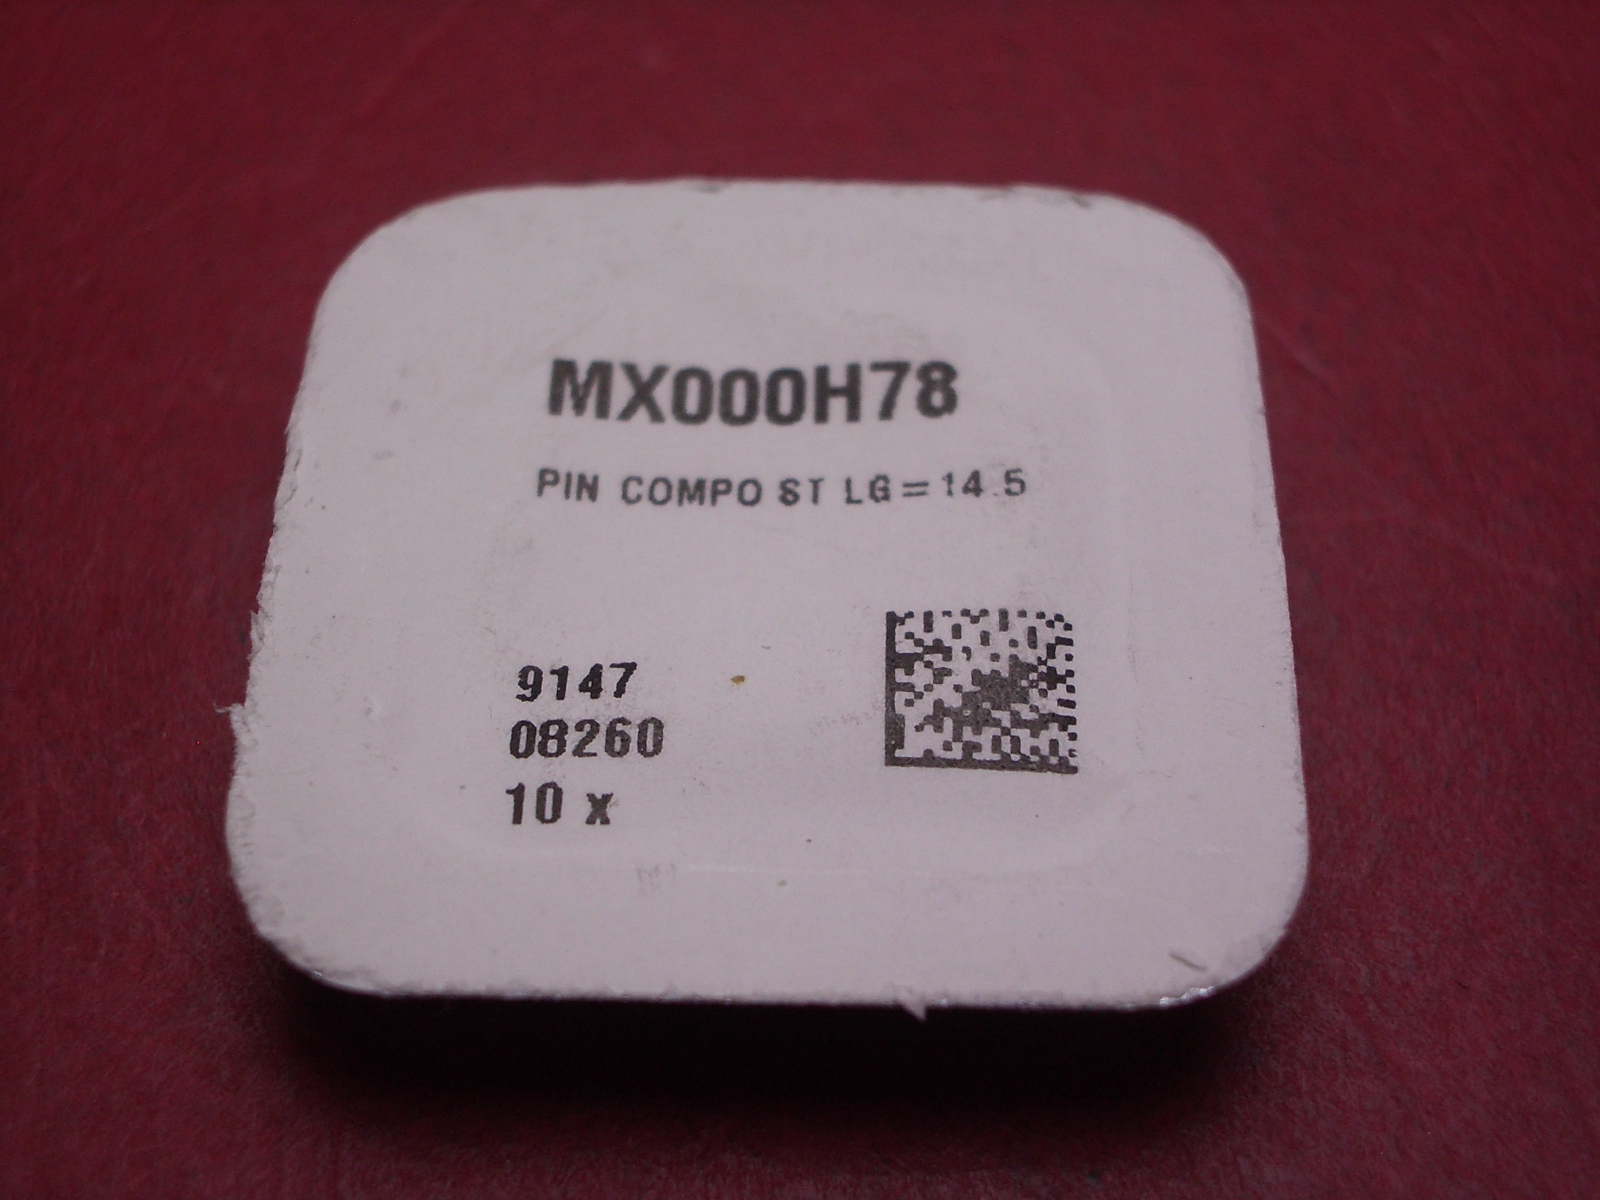 MX000H78
PIN COMPO ST LG=14.5
9147
08260
10 x